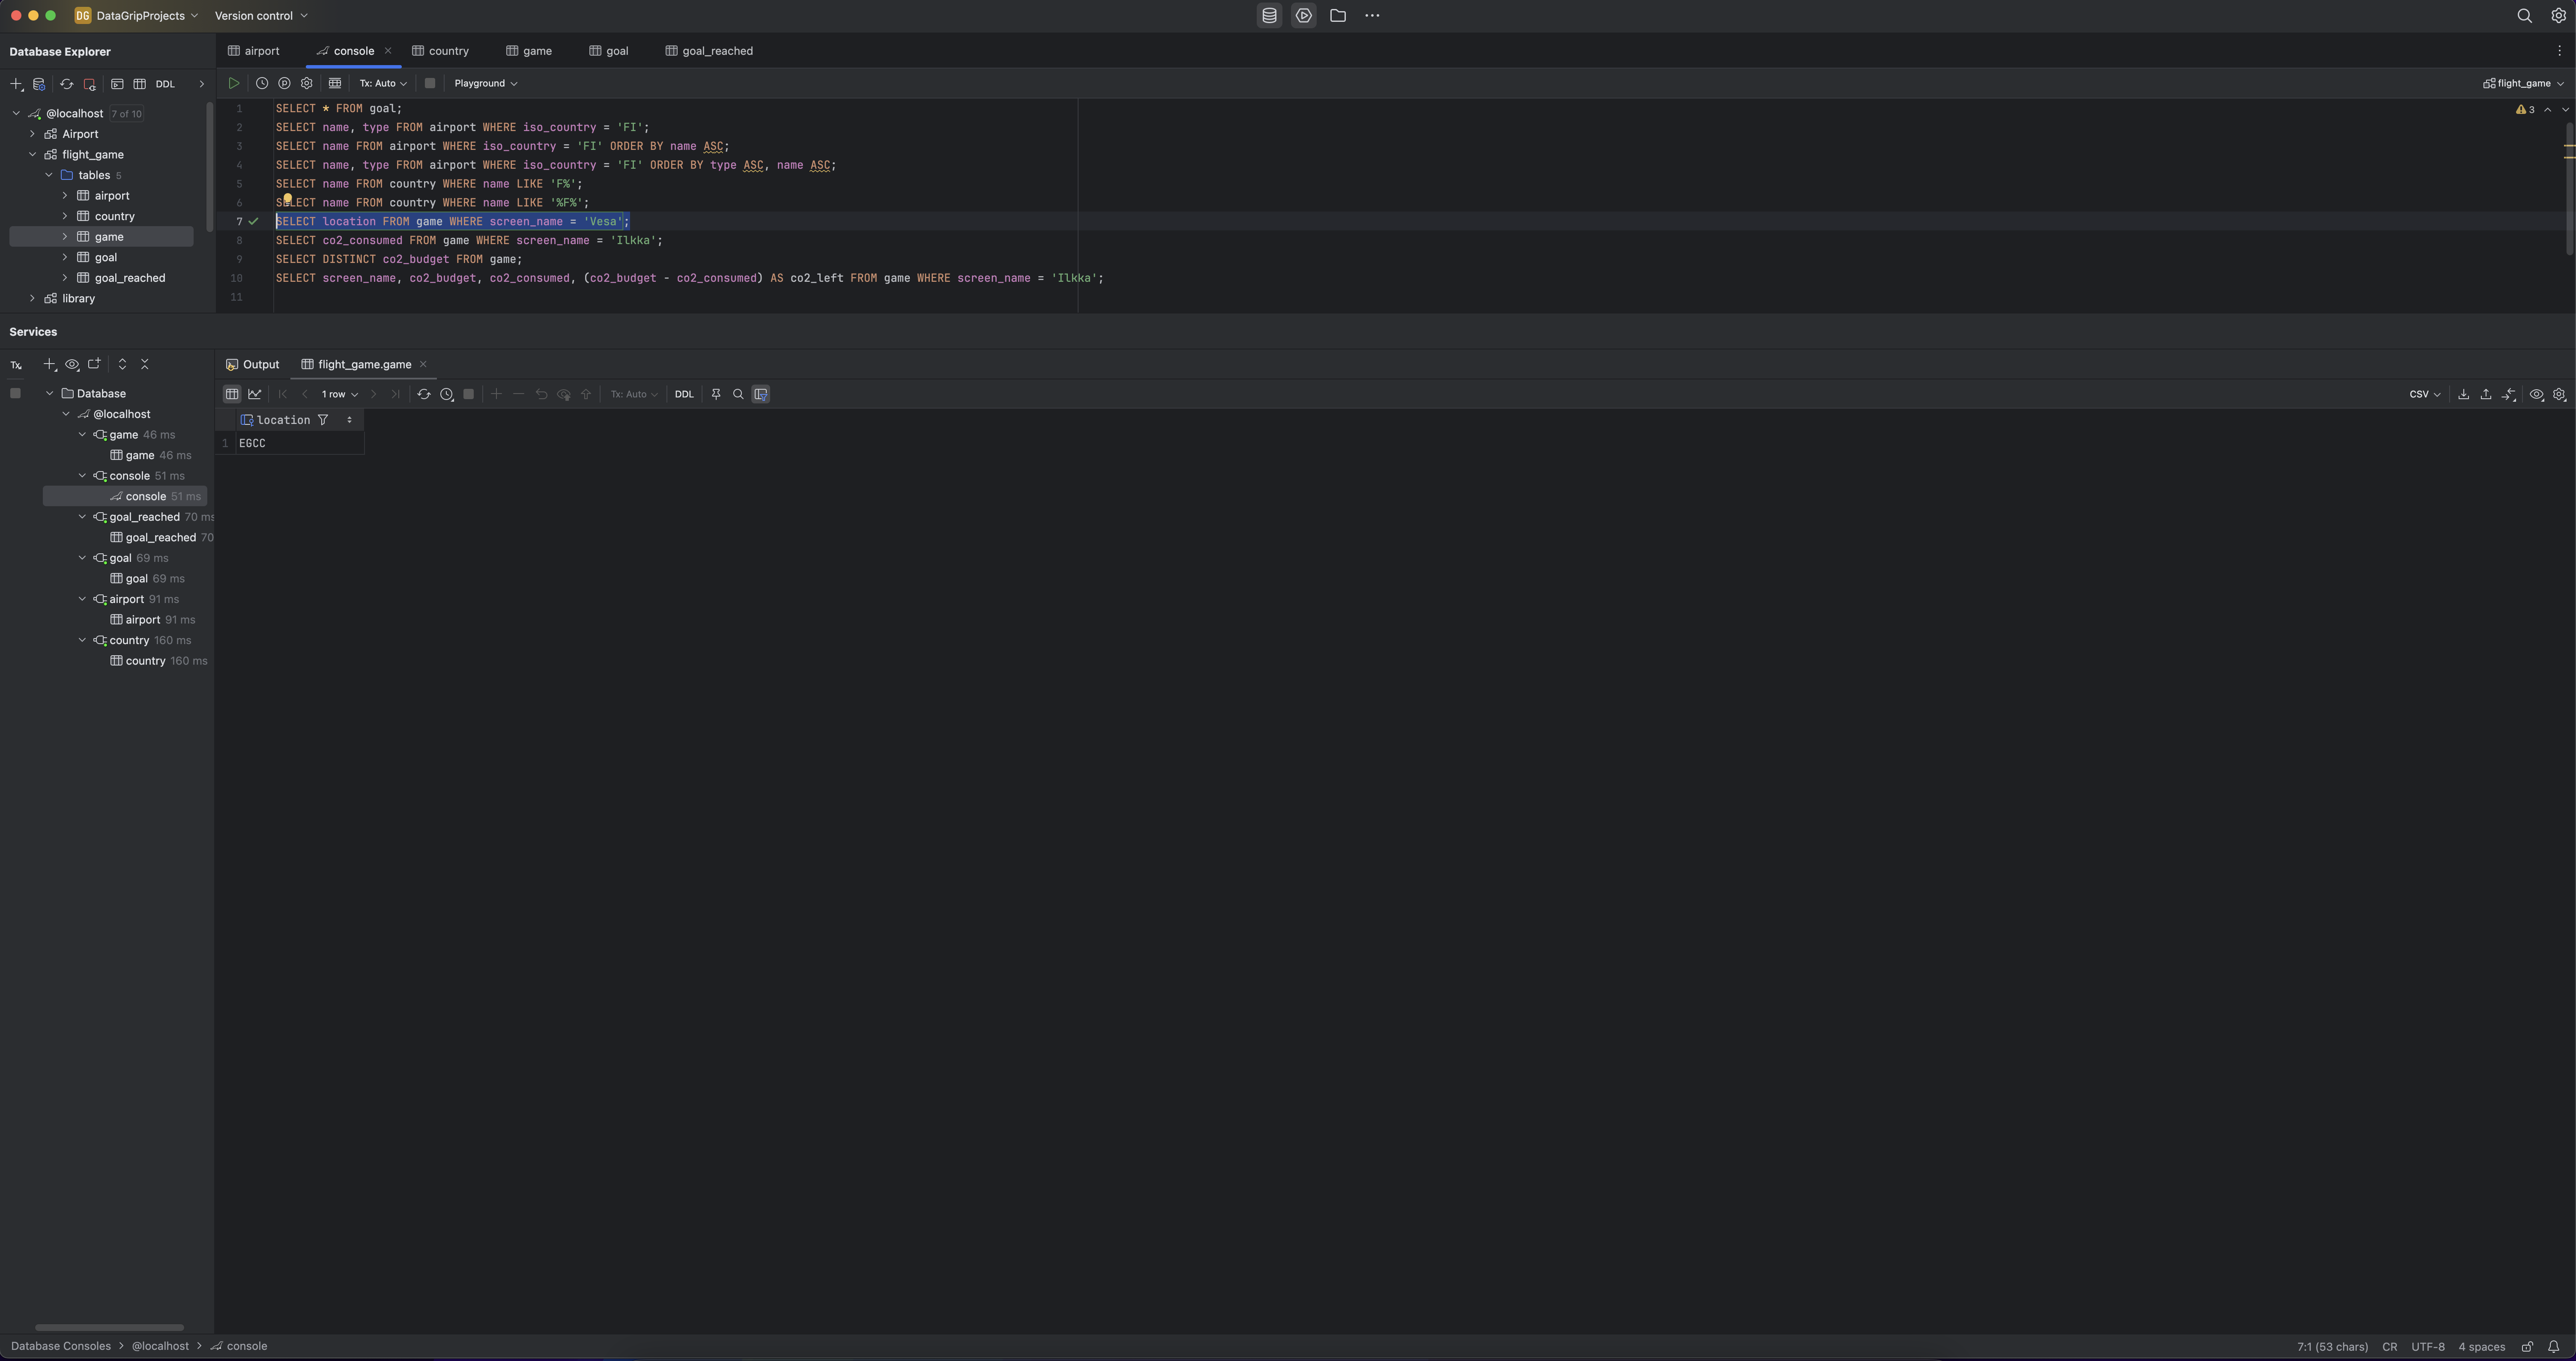 DG DataGripProjects Version control
Database Explorer
airport console country game goal goal_reached
DDL
Tx: Auto Playground flight_game
@localhost 7 of 10
Airport
flight_game
tables 5
airport
country
game
goal
goal_reached
library
1 SELECT * FROM goal;
2 SELECT name, type FROM airport WHERE iso_country = 'FI';
3 SELECT name FROM airport WHERE iso_country = 'FI' ORDER BY name ASC;
4 SELECT name, type FROM airport WHERE iso_country = 'FI' ORDER BY type ASC, name ASC;
5 SELECT name FROM country WHERE name LIKE 'F%';
6 SELECT name FROM country WHERE name LIKE '%F%';
7 SELECT location FROM game WHERE screen_name = 'Vesa';
8 SELECT co2_consumed FROM game WHERE screen_name = 'Ilkka';
9 SELECT DISTINCT co2_budget FROM game;
10 SELECT screen_name, co2_budget, co2_consumed, (co2_budget - co2_consumed) AS co2_left FROM game WHERE screen_name = 'Ilkka';
11
3
Services
Tx
Output flight_game.game
1 row Tx: Auto DDL CSV
Database
@localhost
game 46 ms
game 46 ms
console 51 ms
console 51 ms
goal_reached 70 ms
goal_reached 70
goal 69 ms
goal 69 ms
airport 91 ms
airport 91 ms
country 160 ms
country 160 ms
location
1 EGCC
Database Consoles @localhost console
7:1 (53 chars) CR UTF-8 4 spaces